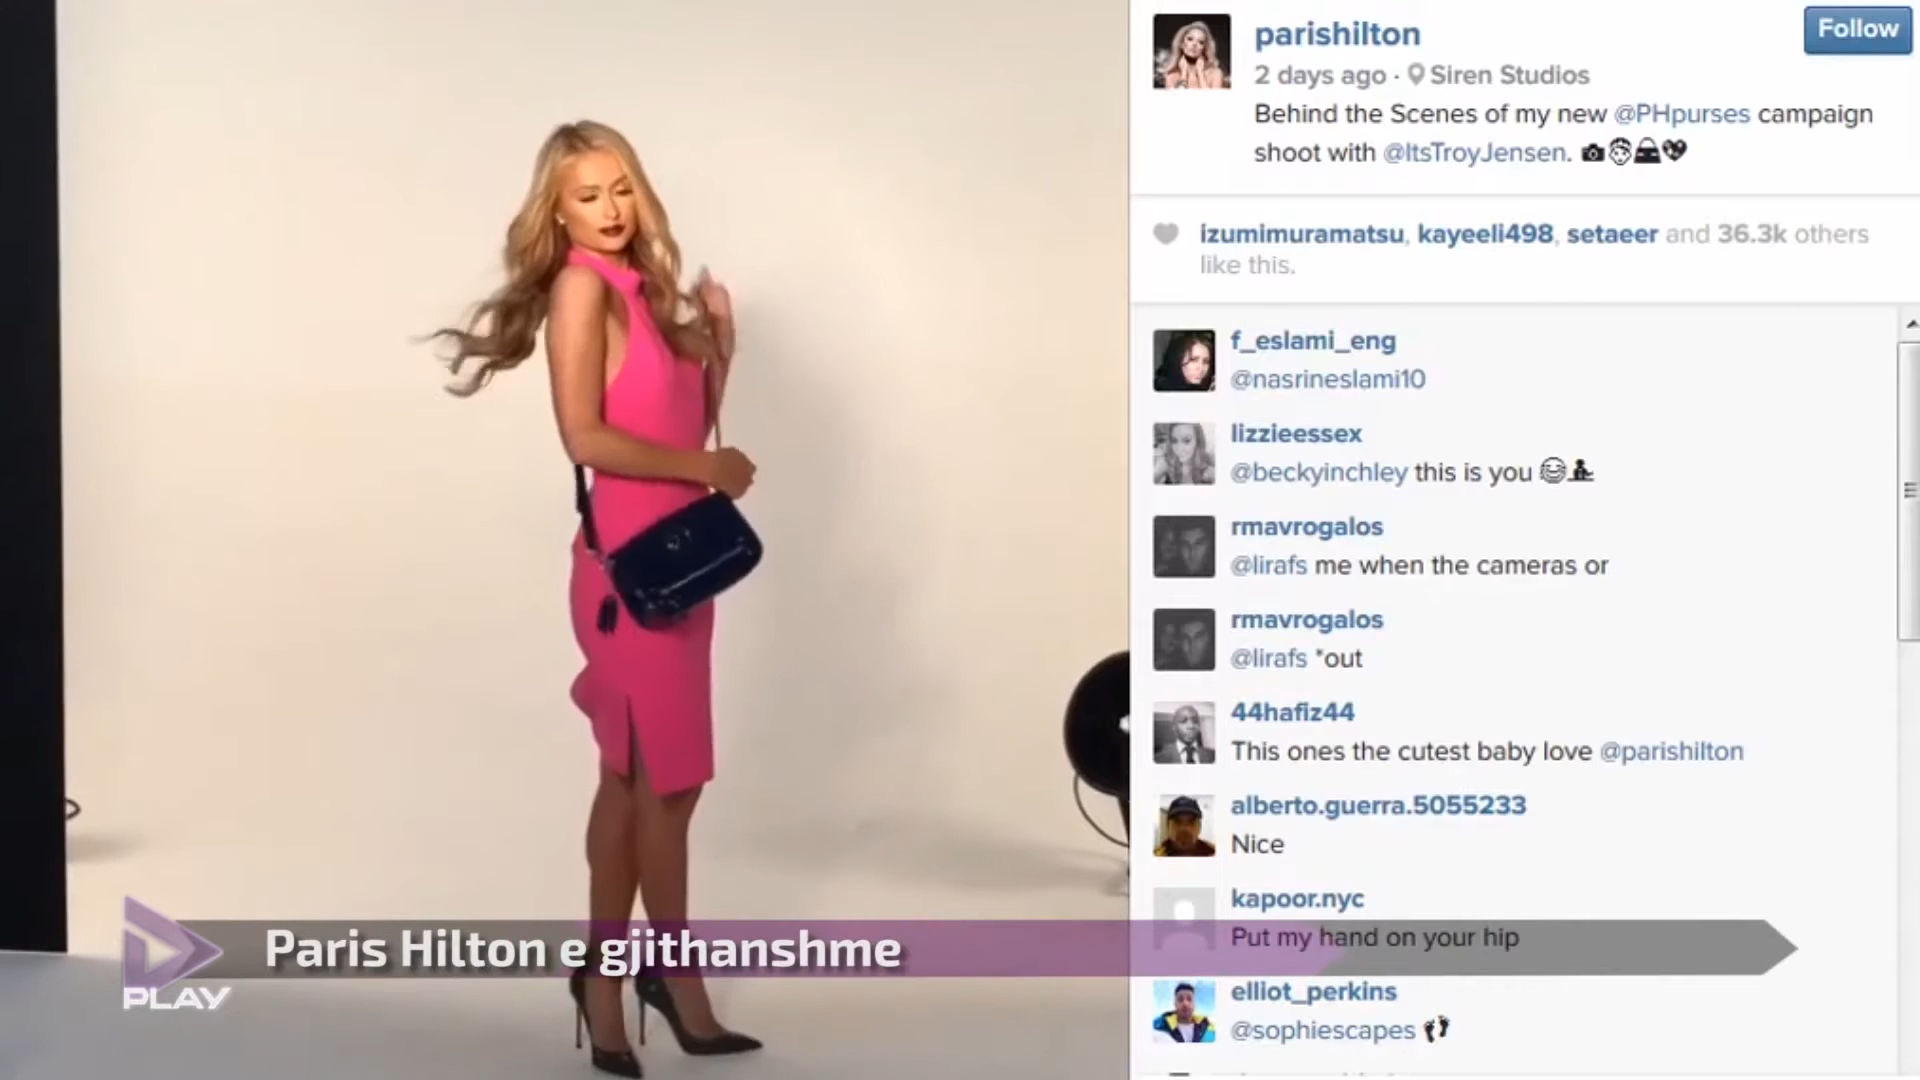 parishilton
Follow
2 days ago · Siren Studios
Behind the Scenes of my new @PHpurses campaign
shoot with @ItsTroyJensen. 
izumimuramatsu, kayeeli498, setaeer and 36.3k others
like this.
f_eslami_eng
@nasrineslami10
lizzieessex
@beckyinchley this is you
rmavrogalos
@lirafs me when the cameras or
rmavrogalos
@lirafs *out
44hafiz44
This ones the cutest baby love @parishilton
alberto.guerra.5055233
Nice
kapoor.nyc
Put my hand on your hip
elliot_perkins
@sophiescapes
Paris Hilton e gjithanshme
PLAY